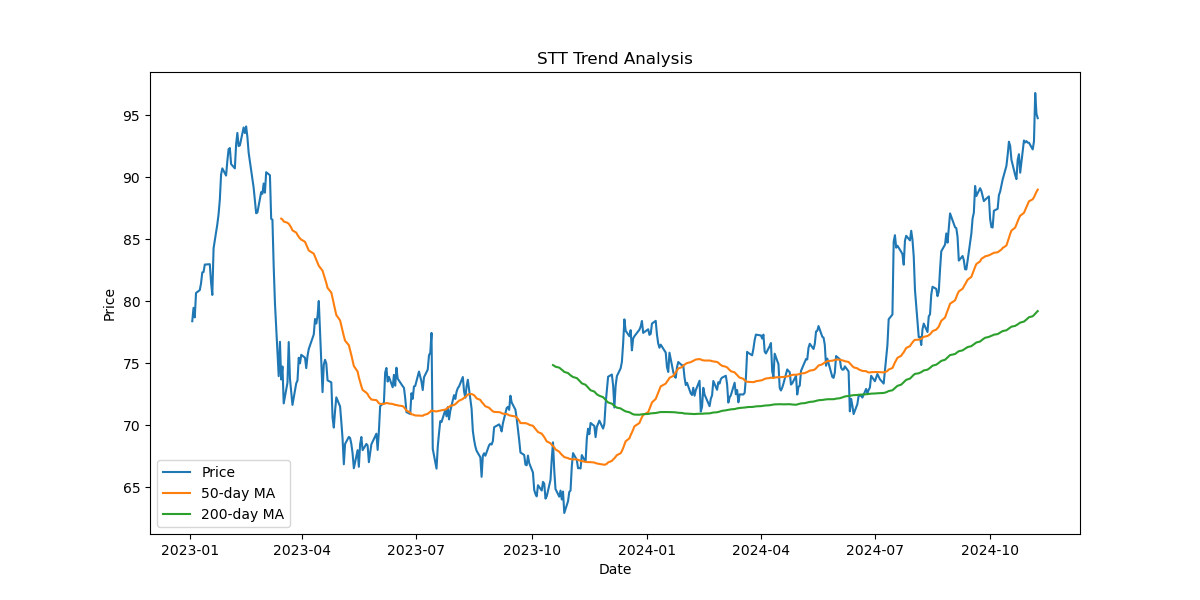 STT Trend Analysis
Price
95
90
85
80
75
70
65
Price
50-day MA
200-day MA
2023-01 2023-04 2023-07 2023-10 2024-01 2024-04 2024-07 2024-10
Date